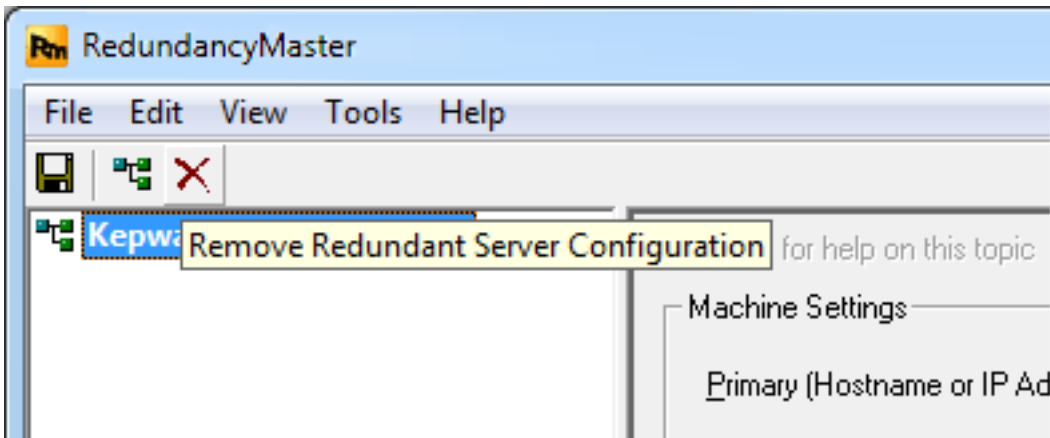 Rm RedundancyMaster
File Edit View Tools Help
Remove Redundant Server Configuration
for help on this topic
Machine Settings
Primary (Hostname or IP Ad